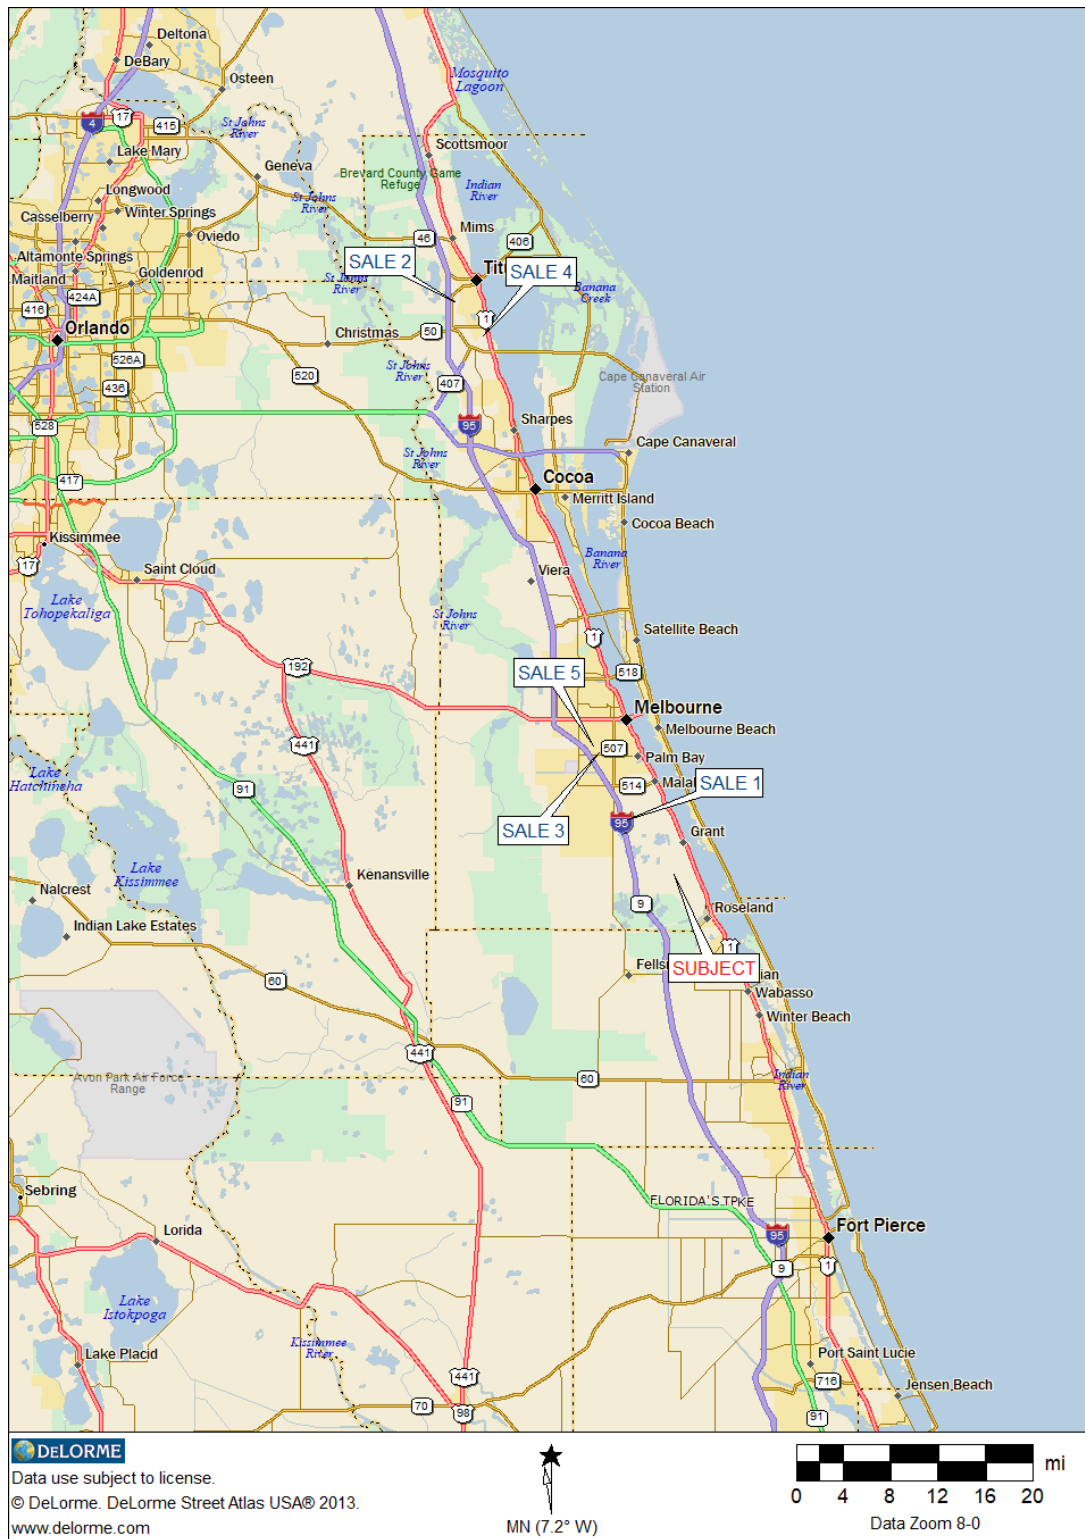 Deltona
DeBary
Osteen
Mosquito
Lagoon
4
17
415
St Johns
River
Scottsmoor
Lake Mary
Geneva
Brevard County Game
Refuge
Indian
River
Longwood
St Johns
River
Casselberry
Winter Springs
Oviedo
46
Mims
406
Altamonte Springs
SALE 2
Tit
SALE 4
Maitland
Goldenrod
St Johns
River
Banana
Creek
424A
416
Orlando
Christmas
50
1
526A
St Johns
River
436
520
407
Cape Canaveral Air
Station
528
95
Sharpes
Cape Canaveral
St Johns
River
417
Cocoa
Merritt Island
Cocoa Beach
Kissimmee
17
Saint Cloud
Viera
Banana
River
Lake
Tohopekaliga
St Johns
River
1
Satellite Beach
192
SALE 5
518
Melbourne
Melbourne Beach
441
507
Palm Bay
Lake
Hatchineha
91
514
Mala
SALE 1
SALE 3
95
Grant
Lake
Kissimmee
Kenansville
Nalcrest
9
Roseland
Indian Lake Estates
1
60
Fells
SUBJECT
ian
Wabasso
Winter Beach
441
Avon Park Air Force
Range
60
Indian
River
91
Sebring
FLORIDA'S TPKE
Lorida
95
Fort Pierce
9
1
Lake
Istokpoga
Kissimmee
River
Lake Placid
Port Saint Lucie
441
716
Jensen Beach
70
98
91
DELORME
Data use subject to license.
© DeLorme. DeLorme Street Atlas USA® 2013.
www.delorme.com
MN (7.2° W)
mi
0 4 8 12 16 20
Data Zoom 8-0